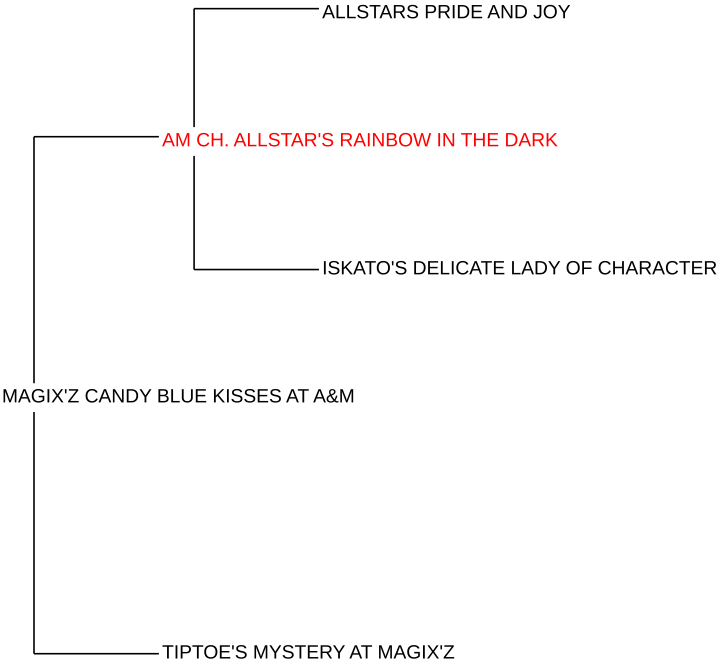 ALLSTARS PRIDE AND JOY
AM CH. ALLSTAR'S RAINBOW IN THE DARK
ISKATO'S DELICATE LADY OF CHARACTER
MAGIX'Z CANDY BLUE KISSES AT A&M
TIPTOE'S MYSTERY AT MAGIX'Z